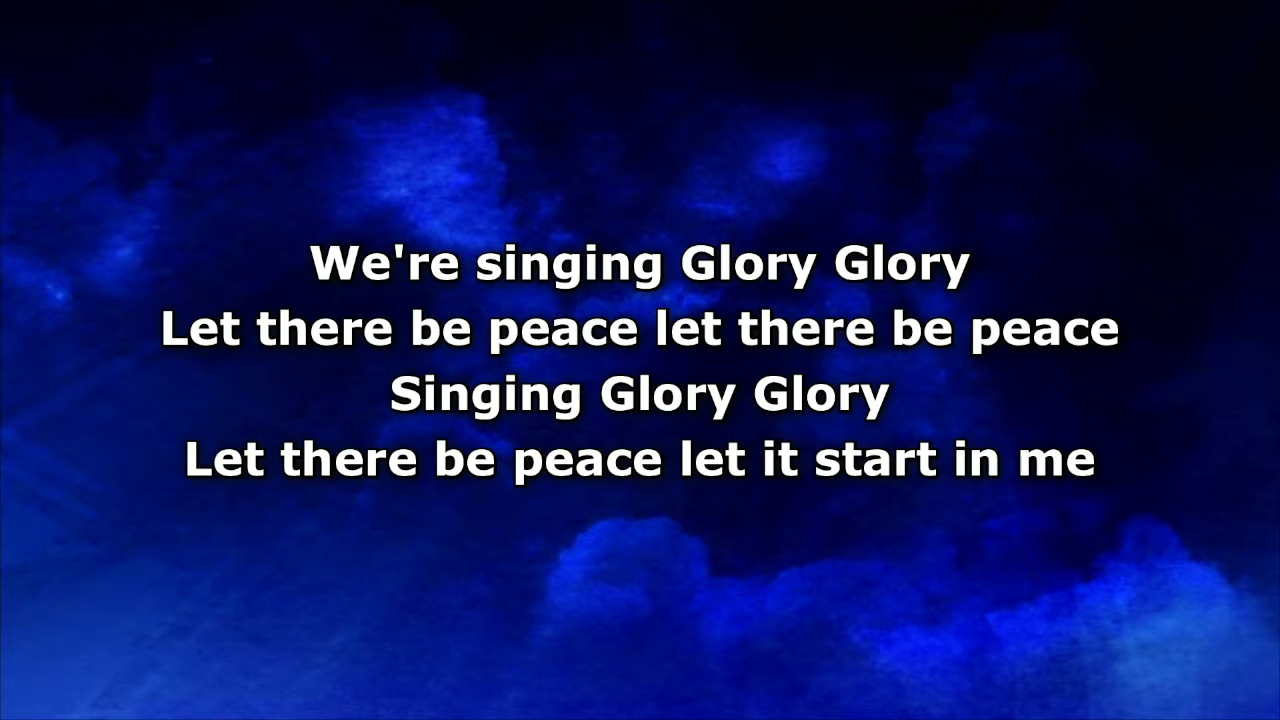 We're singing Glory Glory
Let there be peace let there be peace
Singing Glory Glory
Let there be peace let it start in me